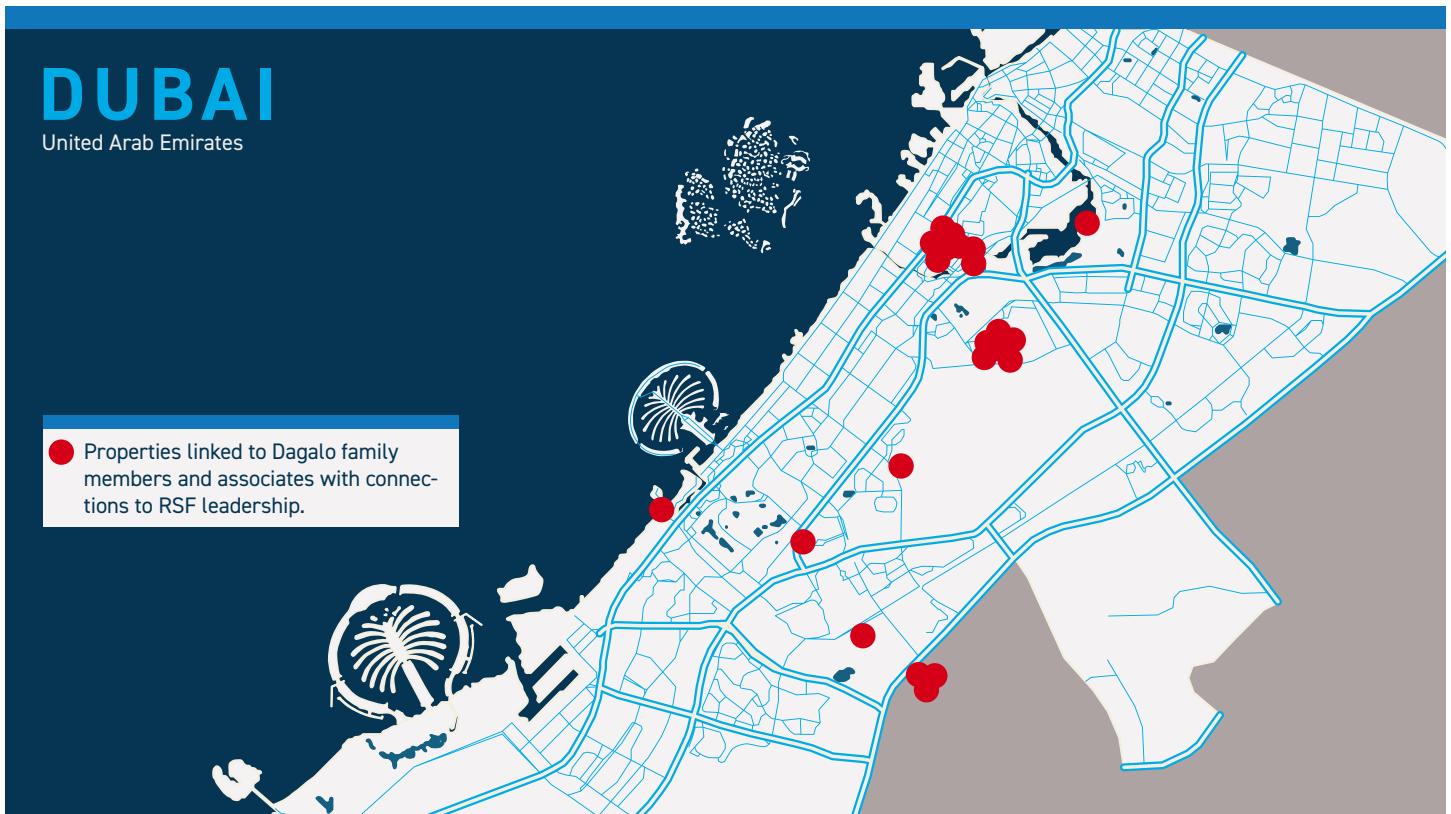 DUBAI
United Arab Emirates
Properties linked to Dagalo family
members and associates with connec-
tions to RSF leadership.